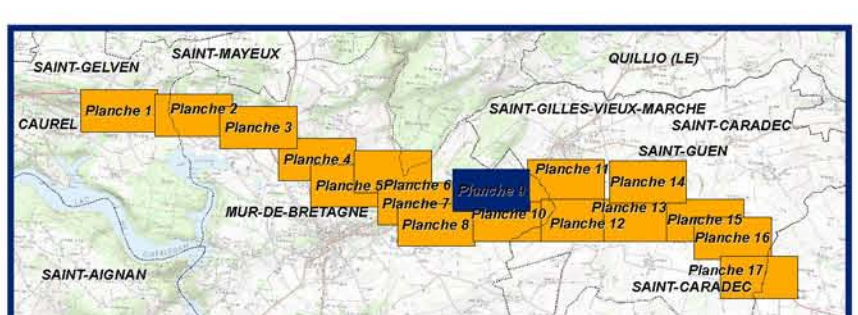 SAINT-MAYEUX
QUILLIO (LE)
SAINT-GELVEN
Planche 1
Planche 2
SAINT-GILLES-VIEUX-MARCHE
CAUREL
Planche 3
SAINT-CARADEC
SAINT-GUEN
Planche 4
Planche 11
Planche 5
Planche 6
Planche 9
Planche 14
Planche 7
MUR-DE-BRETAGNE
Planche 10
Planche 13
Planche 8
Planche 12
Planche 15
Planche 16
SAINT-AIGNAN
Planche 17
SAINT-CARADEC